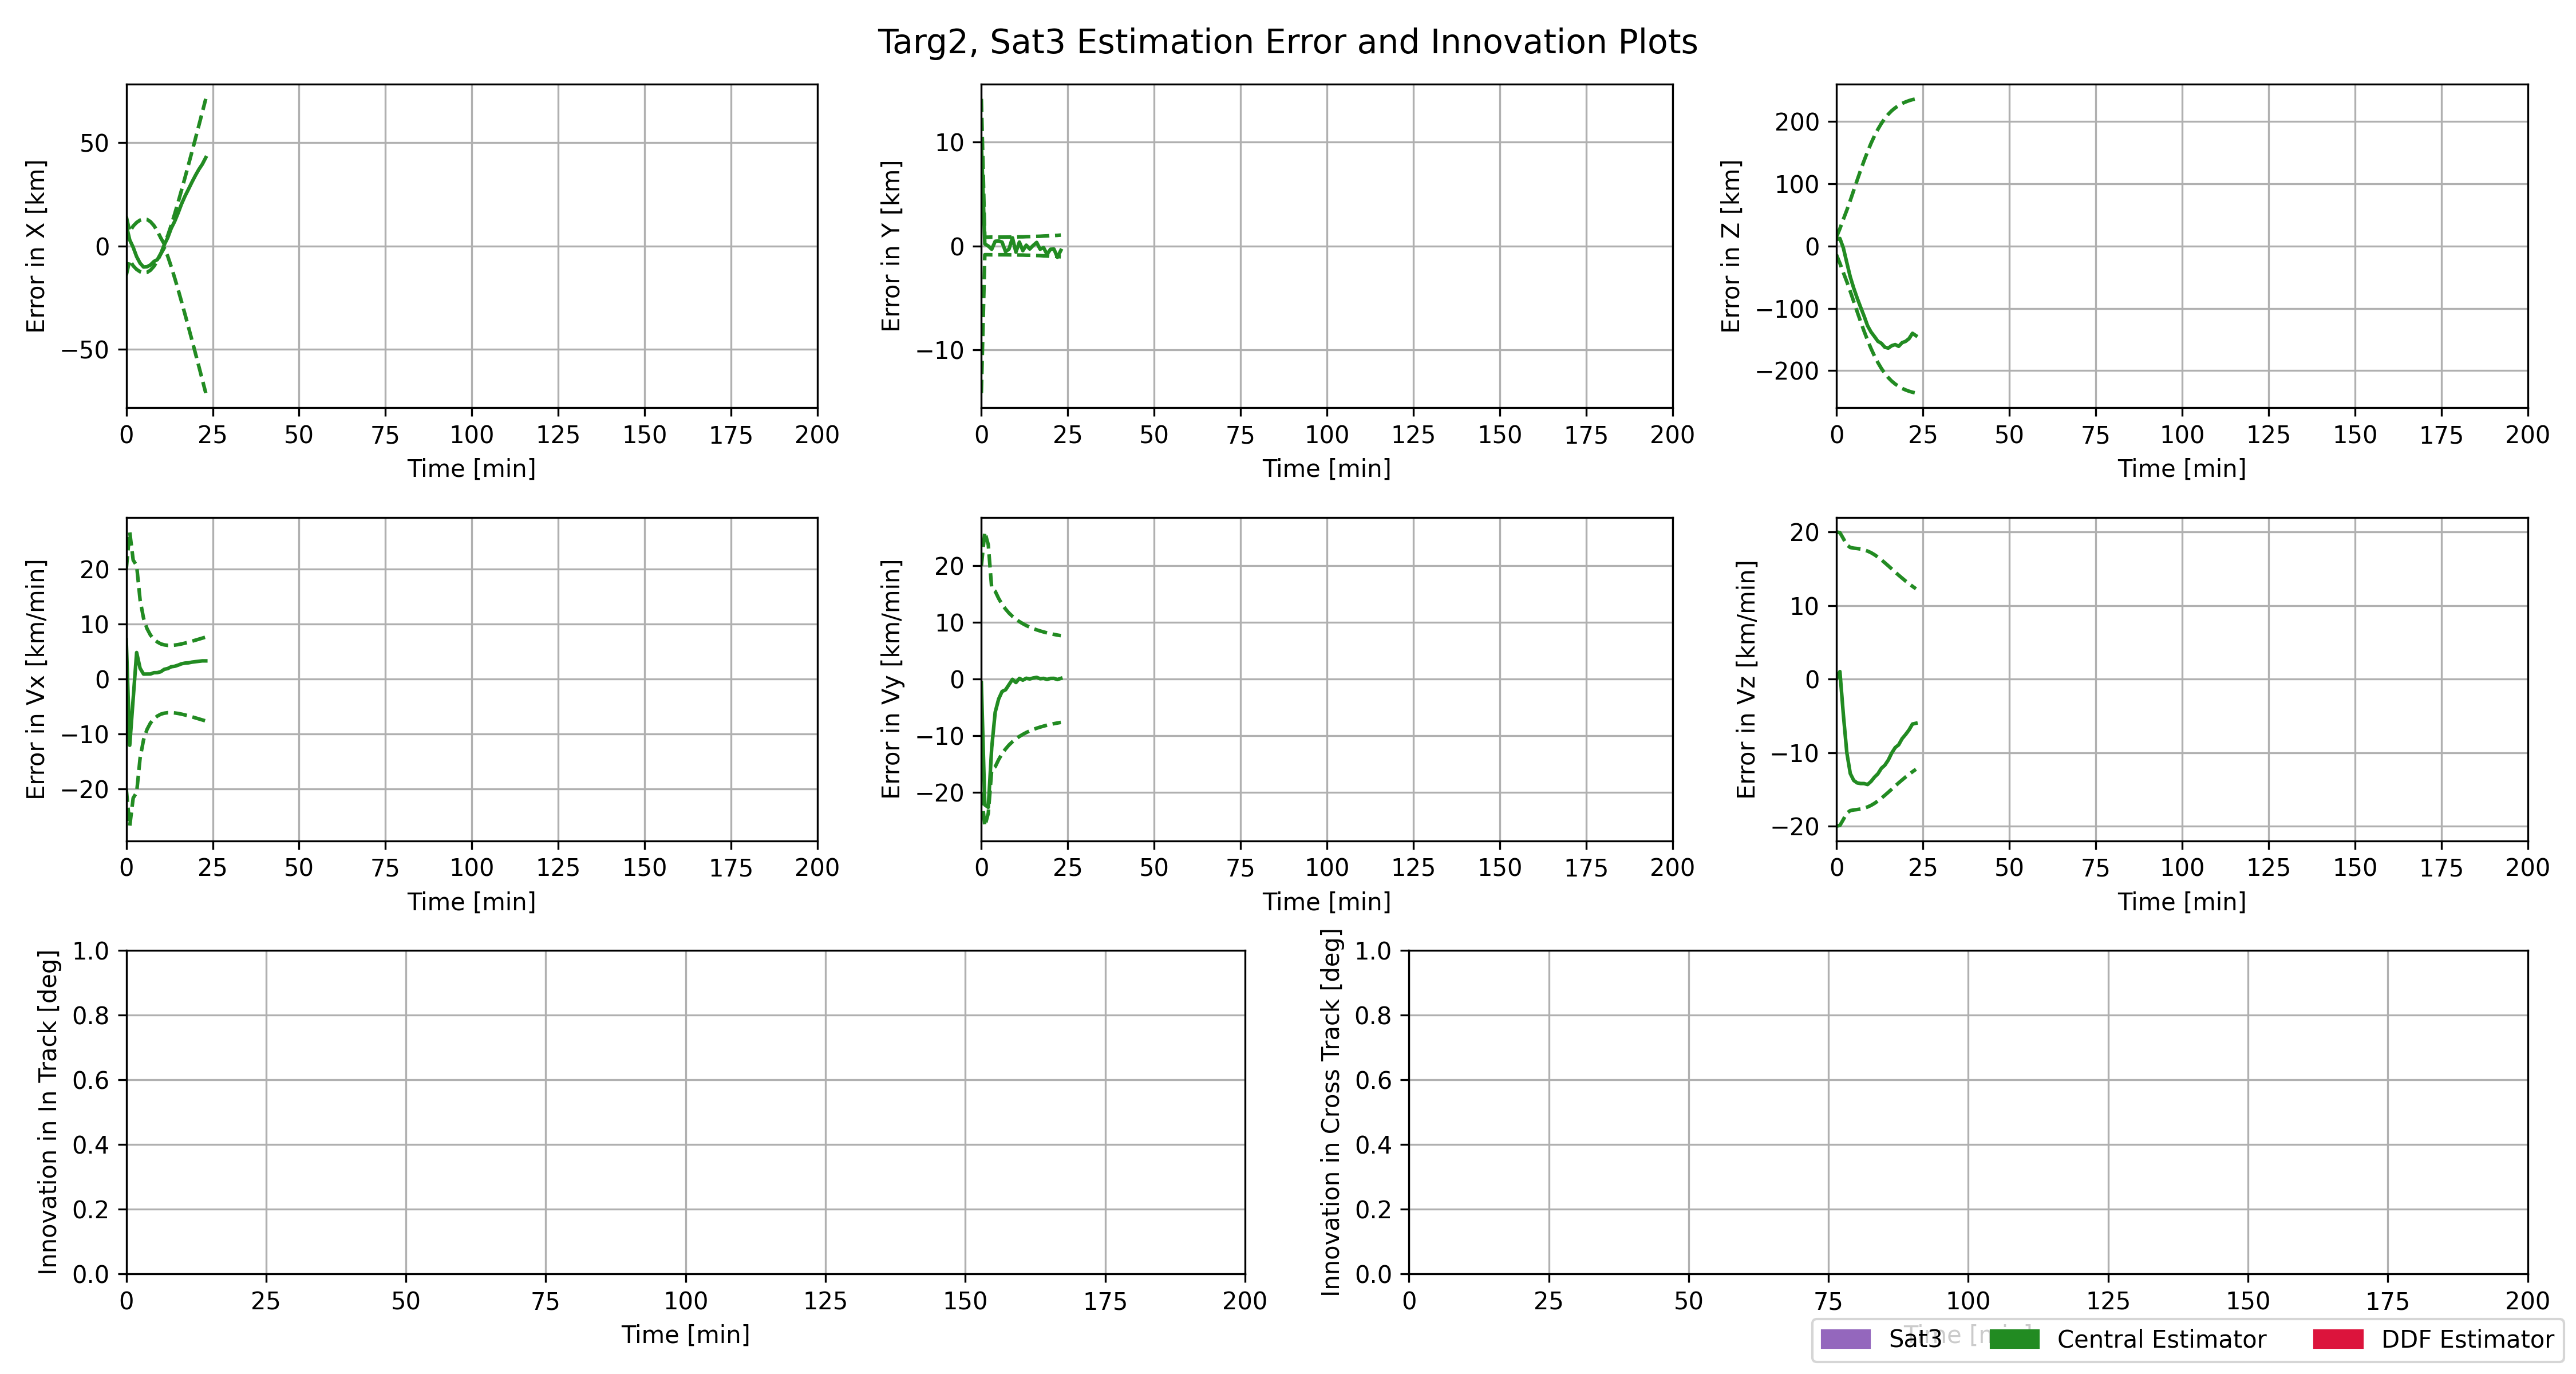 Targ2, Sat3 Estimation Error and Innovation Plots
Error in X [km]
50
0
−50
0 25 50 75 100 125 150 175 200
Time [min]
Error in Y [km]
10
0
−10
0 25 50 75 100 125 150 175 200
Time [min]
Error in Z [km]
200
100
0
−100
−200
0 25 50 75 100 125 150 175 200
Time [min]
Error in Vx [km/min]
20
10
0
−10
−20
0 25 50 75 100 125 150 175 200
Time [min]
Error in Vy [km/min]
20
10
0
−10
−20
0 25 50 75 100 125 150 175 200
Time [min]
Error in Vz [km/min]
20
10
0
−10
−20
0 25 50 75 100 125 150 175 200
Time [min]
Innovation in In Track [deg]
1.0
0.8
0.6
0.4
0.2
0.0
0 25 50 75 100 125 150 175 200
Time [min]
Innovation in Cross Track [deg]
1.0
0.8
0.6
0.4
0.2
0.0
0 25 50 75 100 125 150 175 200
Time [min]
Sat3 Central Estimator DDF Estimator